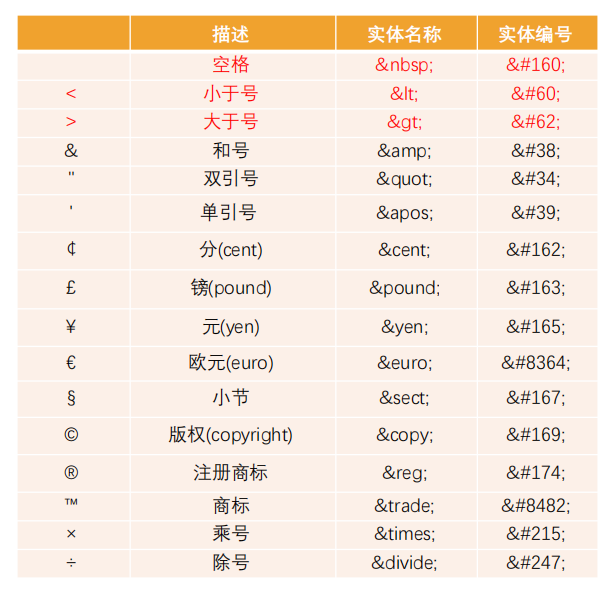 描述 实体名称 实体编号
空格 &nbsp; &#160;
< 小于号 &lt; &#60;
> 大于号 &gt; &#62;
& 和号 &amp; &#38;
" 双引号 &quot; &#34;
' 单引号 &apos; &#39;
￠ 分(cent) &cent; &#162;
£ 镑(pound) &pound; &#163;
¥ 元(yen) &yen; &#165;
€ 欧元(euro) &euro; &#8364;
§ 小节 &sect; &#167;
© 版权(copyright) &copy; &#169;
® 注册商标 &reg; &#174;
™ 商标 &trade; &#8482;
× 乘号 &times; &#215;
÷ 除号 &divide; &#247;